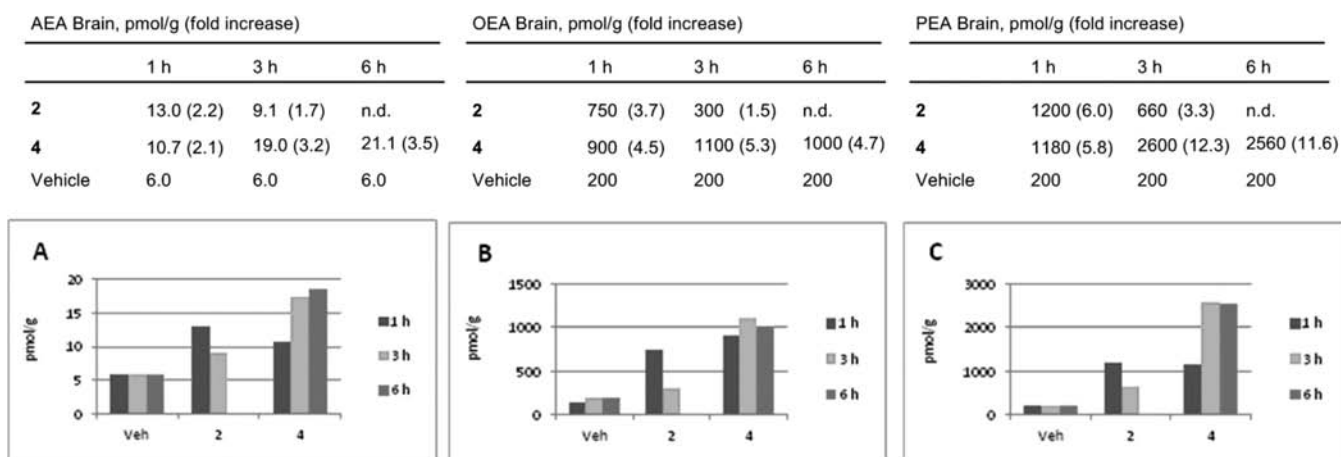 AEA Brain, pmol/g (fold increase)
1 h 3 h 6 h
2 13.0 (2.2) 9.1 (1.7) n.d.
4 10.7 (2.1) 19.0 (3.2) 21.1 (3.5)
Vehicle 6.0 6.0 6.0
OEA Brain, pmol/g (fold increase)
1 h 3 h 6 h
2 750 (3.7) 300 (1.5) n.d.
4 900 (4.5) 1100 (5.3) 1000 (4.7)
Vehicle 200 200 200
PEA Brain, pmol/g (fold increase)
1 h 3 h 6 h
2 1200 (6.0) 660 (3.3) n.d.
4 1180 (5.8) 2600 (12.3) 2560 (11.6)
Vehicle 200 200 200
A
pmol/g
20
15
10
5
0
Veh 2 4
1 h
3 h
6 h
B
pmol/g
1500
1000
500
0
Veh 2 4
1 h
3 h
6 h
C
pmol/g
3000
2000
1000
0
Veh 2 4
1 h
3 h
6 h